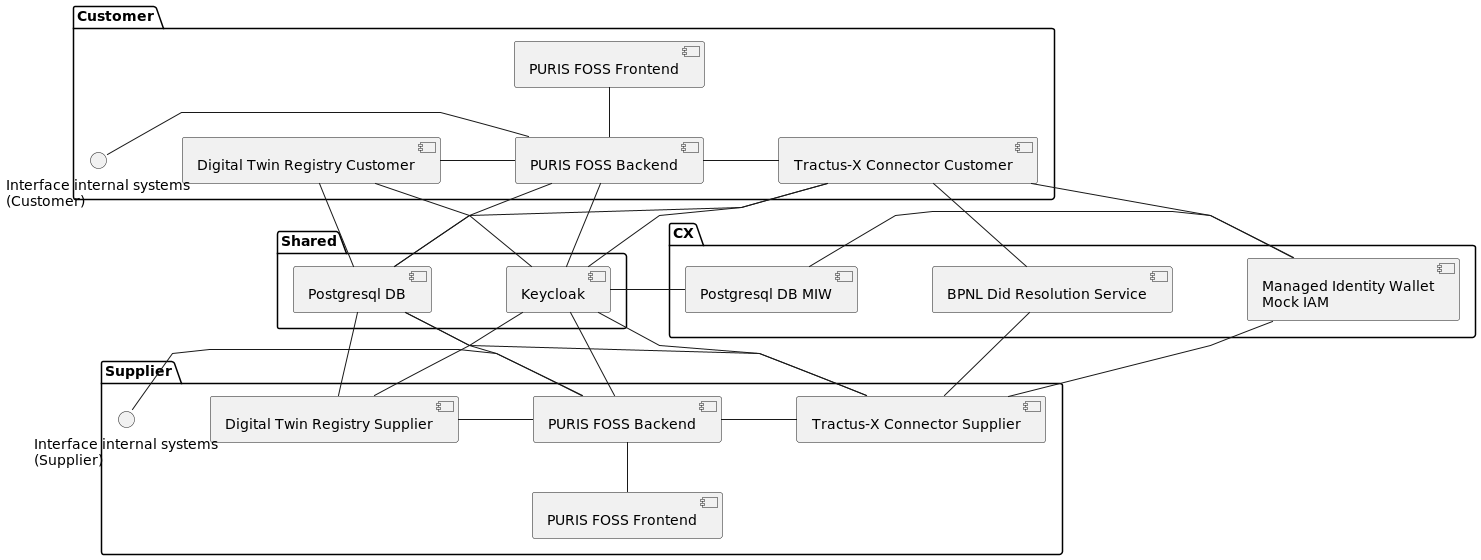 Customer
PURIS FOSS Frontend
Digital Twin Registry Customer
PURIS FOSS Backend
Tractus-X Connector Customer
Interface internal systems
(Customer)
Shared
CX
Postgresql DB
Keycloak
Postgresql DB MIW
BPNL Did Resolution Service
Managed Identity Wallet
Mock IAM
Supplier
Digital Twin Registry Supplier
PURIS FOSS Backend
Tractus-X Connector Supplier
Interface internal systems
(Supplier)
PURIS FOSS Frontend